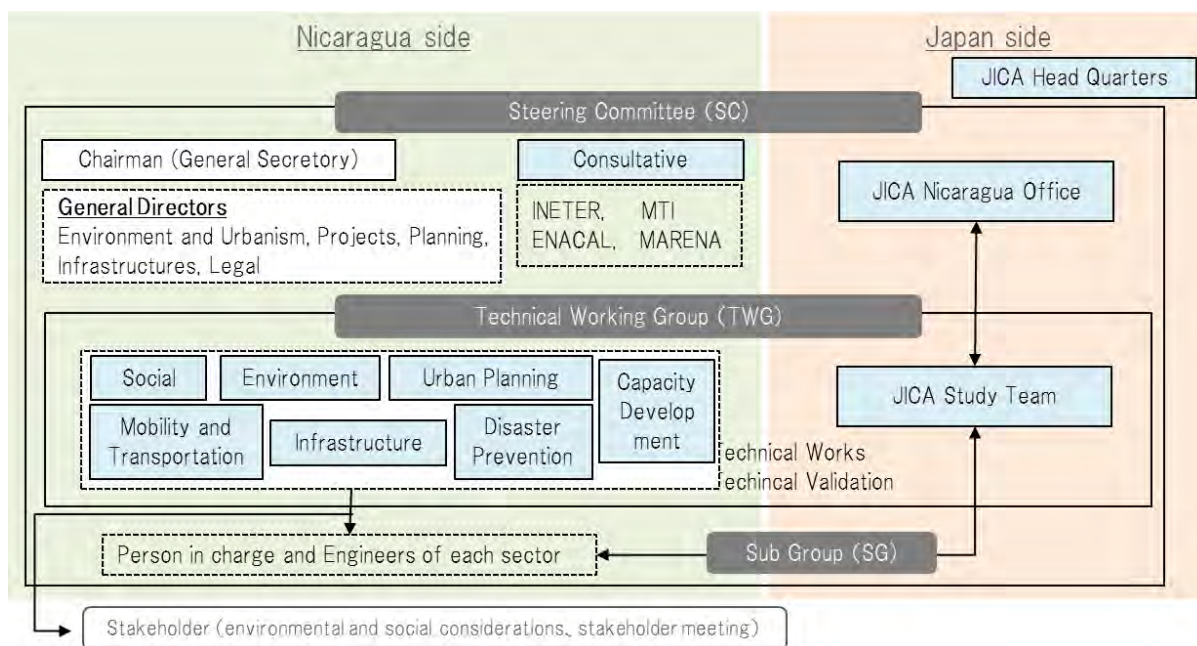 Nicaragua side
Japan side
JICA Head Quarters
Steering Committee (SC)
Chairman (General Secretory)
Consultative
General Directors
Environment and Urbanism, Projects, Planning,
Infrastructures, Legal
INETER, MTI
ENACAL, MARENA
JICA Nicaragua Office
Technical Working Group (TWG)
Social
Environment
Urban Planning
Capacity
Develop
ment
Mobility and
Transportation
Infrastructure
Disaster
Prevention
JICA Study Team
echnical Works
echincal Validation
Person in charge and Engineers of each sector
Sub Group (SG)
Stakeholder (environmental and social considerations、stakeholder meeting)